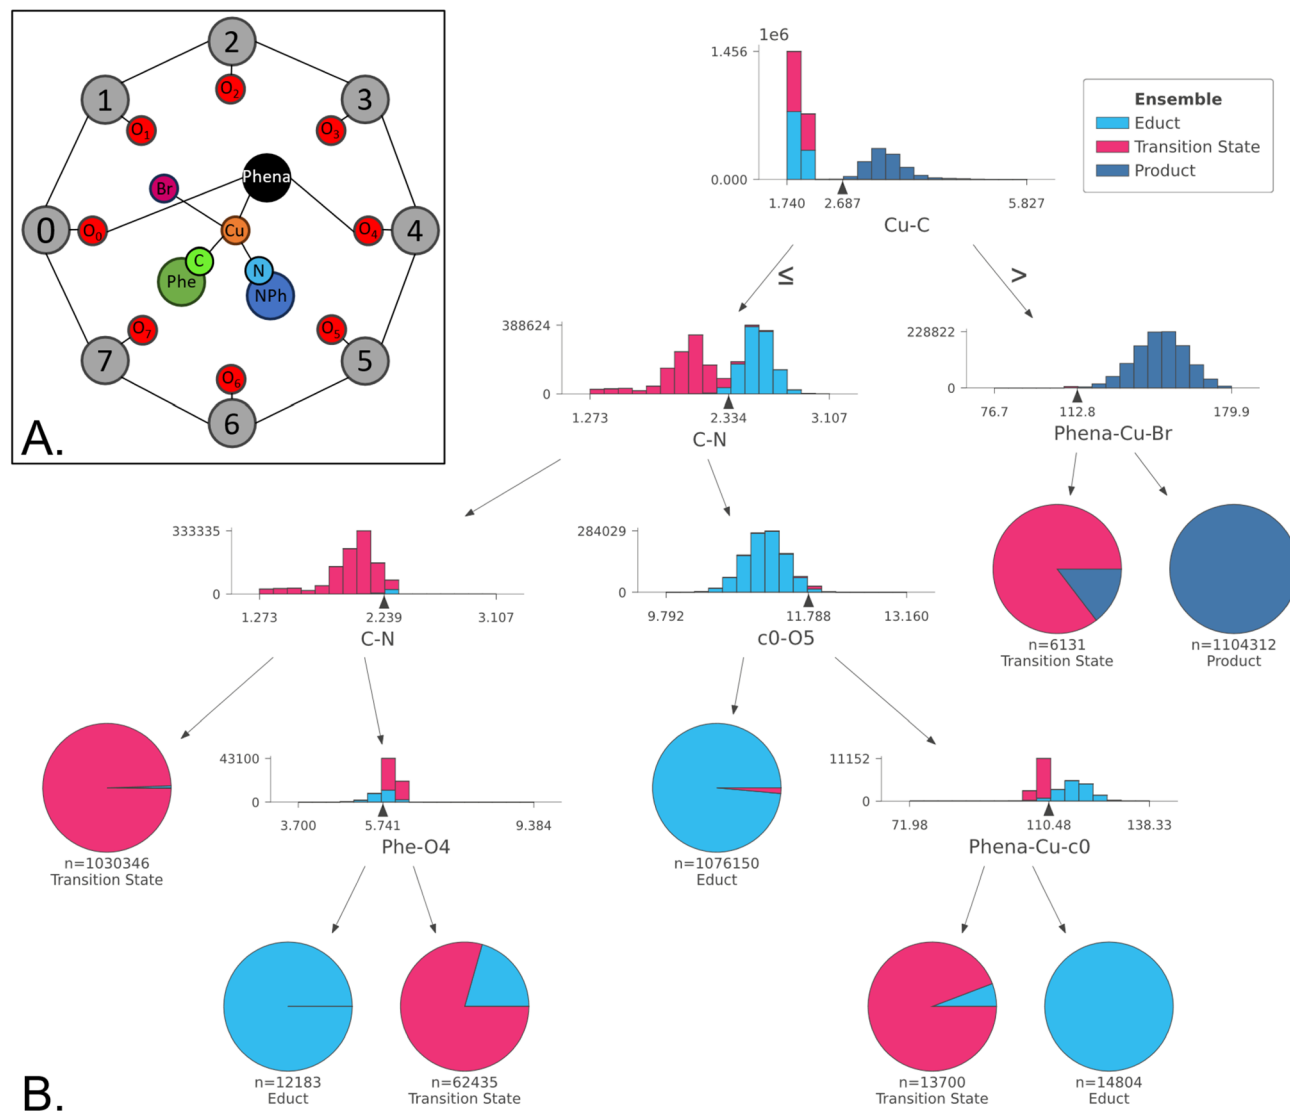 2
1
O2
3
O1
O3
Br
Phena
0
O0
Cu
O4
4
C
N
Phe
NPh
O7
O5
7
O6
5
6
A.
1e6
1.456
0.000
1.740
2.687
5.827
Cu-C
Ensemble
Educt
Transition State
Product
≤
>
388624
0
1.273
2.334
3.107
C-N
228822
0
76.7
112.8
179.9
Phena-Cu-Br
333335
0
1.273
2.239
3.107
C-N
284029
0
9.792
11.788
13.160
c0-O5
n=6131
Transition State
n=1104312
Product
n=1030346
Transition State
43100
0
3.700
5.741
9.384
Phe-O4
n=1076150
Educt
11152
0
71.98
110.48
138.33
Phena-Cu-c0
n=12183
Educt
n=62435
Transition State
n=13700
Transition State
n=14804
Educt
B.